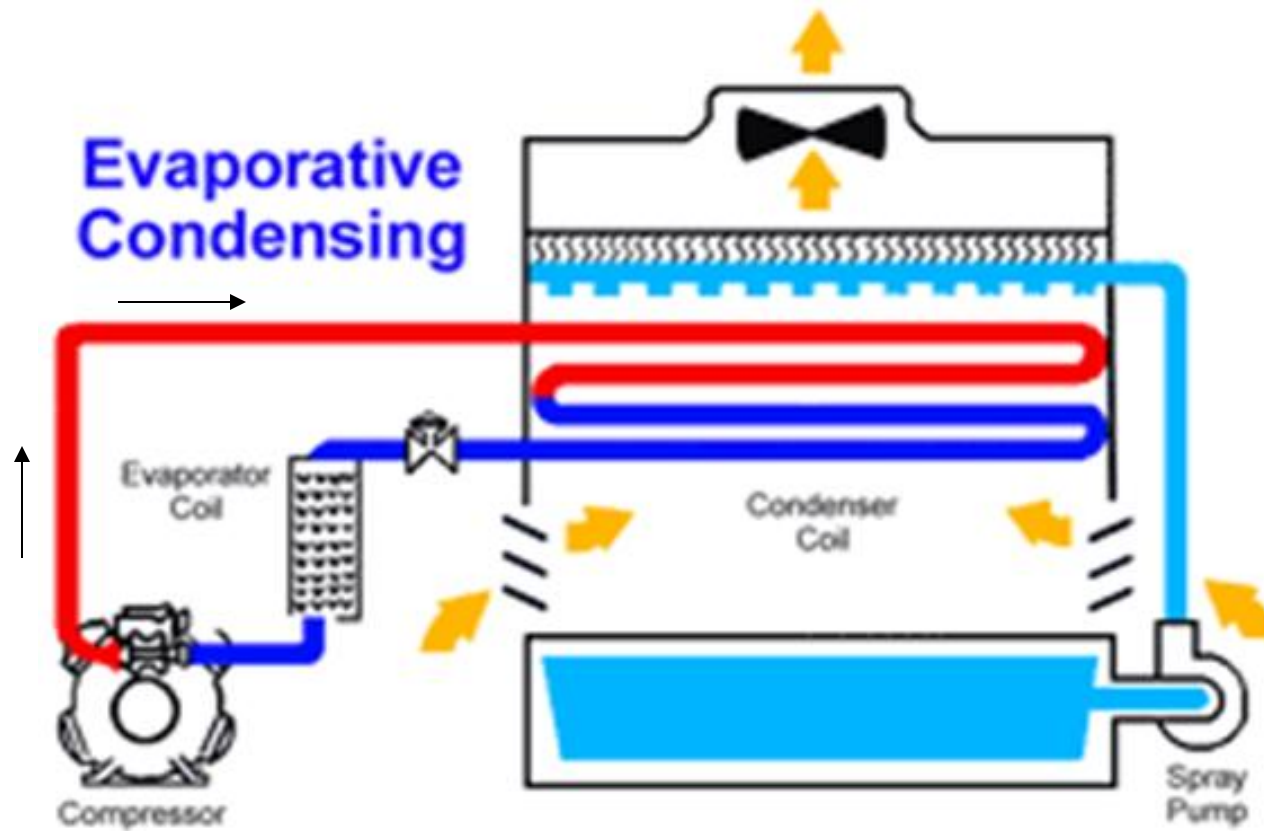 Evaporative
Condensing
Evaporator
Coil
Condenser
Coil
Compressor
Spray
Pump